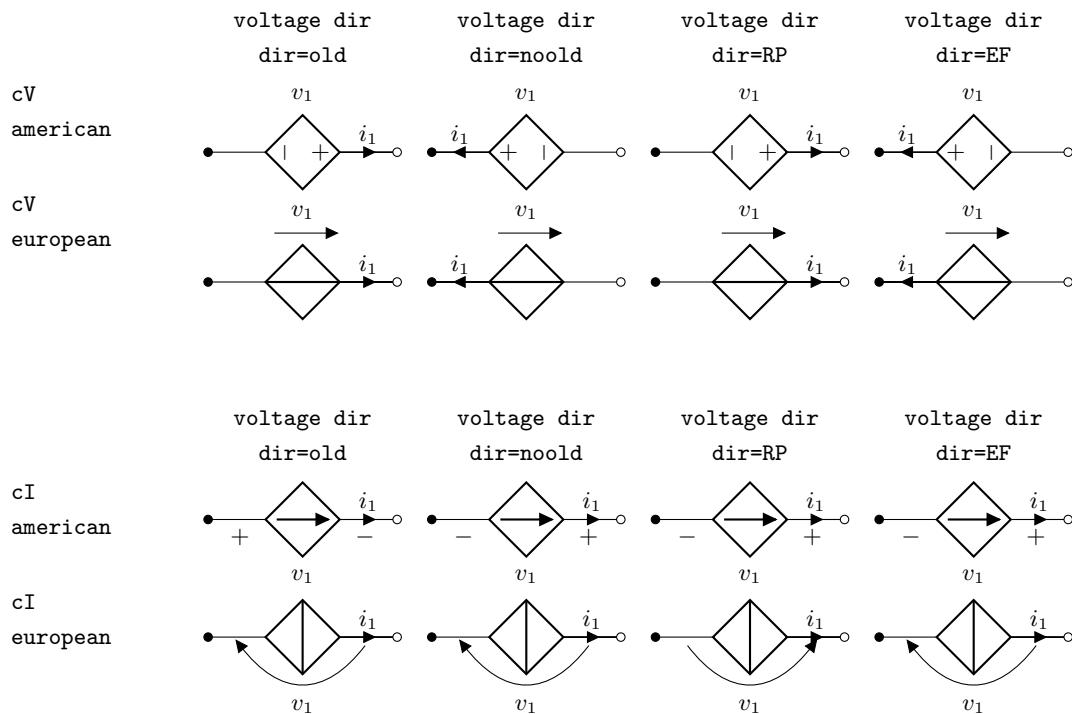 voltage dir voltage dir voltage dir voltage dir
dir=old dir=noold dir=RP dir=EF
cV v₁ v₁ v₁ v₁
american
− + i₁ i₁ + − − + i₁ i₁ + −
cV v₁ v₁ v₁ v₁
european
i₁ i₁ i₁ i₁
voltage dir voltage dir voltage dir voltage dir
dir=old dir=noold dir=RP dir=EF
cI i₁ i₁ i₁ i₁
american
+ − − + − + − +
v₁ v₁ v₁ v₁
cI
european i₁ i₁ i₁ i₁
v₁ v₁ v₁ v₁